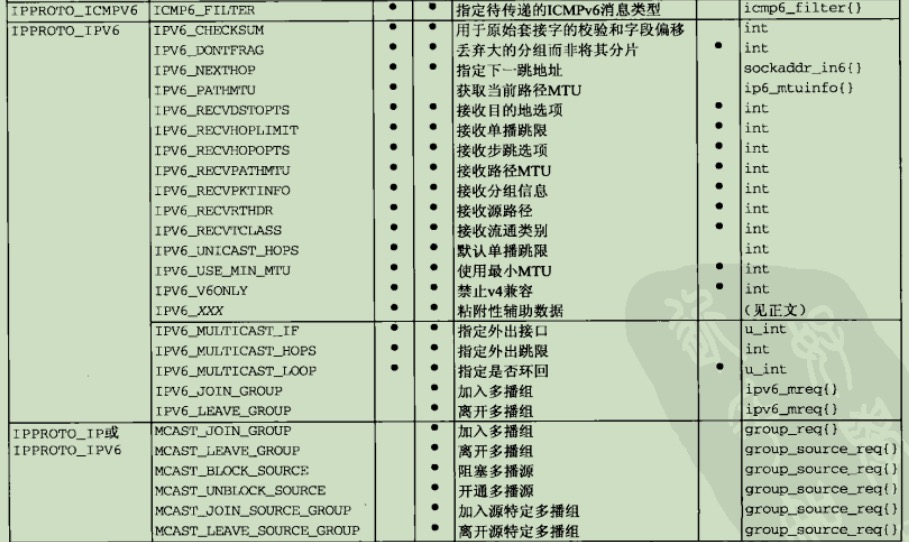 IPPROTO_ICMPV6 ICMP6_FILTER • • 指定待传递的ICMPv6消息类型 icmp6_filter{}
IPPROTO_IPV6 IPV6_CHECKSUM • • 用于原始套接字的校验和字段偏移 int
IPV6_DONTFRAG • • 丢弃大的分组而非将其分片 • int
IPV6_NEXTHOP • • 指定下一跳地址 sockaddr_in6{}
IPV6_PATHMTU • 获取当前路径MTU ip6_mtuinfo{}
IPV6_RECVDSTOPTS • • 接收目的地选项 • int
IPV6_RECVHOPLIMIT • • 接收单播跳限 • int
IPV6_RECVHOPOPTS • • 接收步跳选项 • int
IPV6_RECVPATHMTU • • 接收路径MTU • int
IPV6_RECVPKTINFO • • 接收分组信息 • int
IPV6_RECVRTHDR • • 接收源路径 • int
IPV6_RECVTCLASS • • 接收流通类别 • int
IPV6_UNICAST_HOPS • • 默认单播跳限 int
IPV6_USE_MIN_MTU • • 使用最小MTU • int
IPV6_V6ONLY • • 禁止v4兼容 • int
IPV6_XXX • • 粘附性辅助数据 (见正文)
IPV6_MULTICAST_IF • • 指定外出接口 u_int
IPV6_MULTICAST_HOPS • • 指定外出跳限 int
IPV6_MULTICAST_LOOP • • 指定是否环回 • u_int
IPV6_JOIN_GROUP • 加入多播组 ipv6_mreq{}
IPV6_LEAVE_GROUP • 离开多播组 ipv6_mreq{}
IPPROTO_IP或 MCAST_JOIN_GROUP • 加入多播组 group_req{}
IPPROTO_IPV6 MCAST_LEAVE_GROUP • 离开多播组 group_source_req{}
MCAST_BLOCK_SOURCE • 阻塞多播源 group_source_req{}
MCAST_UNBLOCK_SOURCE • 开通多播源 group_source_req{}
MCAST_JOIN_SOURCE_GROUP • 加入源特定多播组 group_source_req{}
MCAST_LEAVE_SOURCE_GROUP • 离开源特定多播组 group_source_req{}